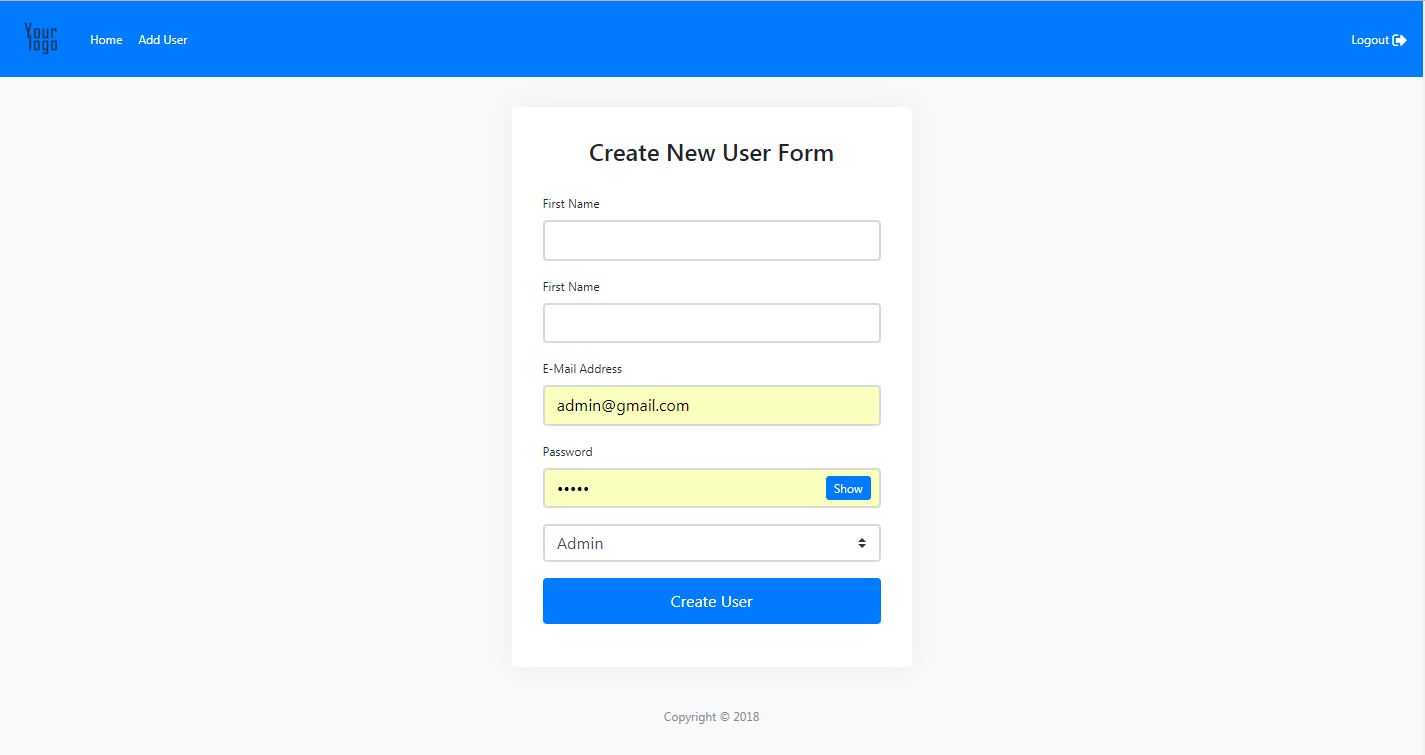 Your
logo
Home Add User Logout
Create New User Form
First Name
First Name
E-Mail Address
admin@gmail.com
Password
•••••
Show
Admin
Create User
Copyright © 2018